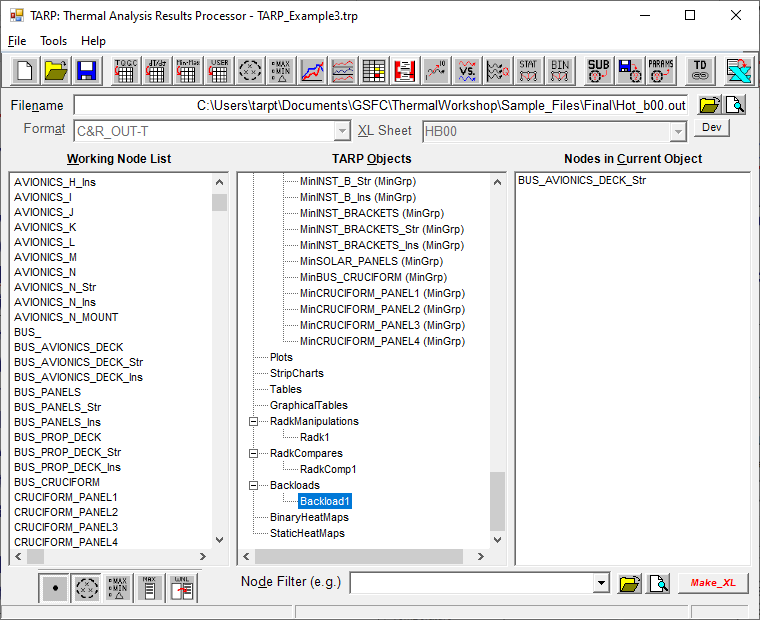 TARP: Thermal Analysis Results Processor - TARP_Example3.trp
File Tools Help
TQGC dT/dt Min-Max USER MAX MIN Δ 10 VS. Q STAT BIN SUB PARAMS TD
Filename C:\Users\tarpt\Documents\GSFC\ThermalWorkshop\Sample_Files\Final\Hot_b00.out
Format C&R_OUT-T XL Sheet HB00 Dev
Working Node List
AVIONICS_H_Ins
AVIONICS_I
AVIONICS_J
AVIONICS_K
AVIONICS_L
AVIONICS_M
AVIONICS_N
AVIONICS_N_Str
AVIONICS_N_Ins
AVIONICS_N_MOUNT
BUS_
BUS_AVIONICS_DECK
BUS_AVIONICS_DECK_Str
BUS_AVIONICS_DECK_Ins
BUS_PANELS
BUS_PANELS_Str
BUS_PANELS_Ins
BUS_PROP_DECK
BUS_PROP_DECK_Str
BUS_PROP_DECK_Ins
BUS_CRUCIFORM
CRUCIFORM_PANEL1
CRUCIFORM_PANEL2
CRUCIFORM_PANEL3
CRUCIFORM_PANEL4
TARP Objects
MinINST_B_Str (MinGrp)
MinINST_B_Ins (MinGrp)
MinINST_BRACKETS (MinGrp)
MinINST_BRACKETS_Str (MinGrp)
MinINST_BRACKETS_Ins (MinGrp)
MinSOLAR_PANELS (MinGrp)
MinBUS_CRUCIFORM (MinGrp)
MinCRUCIFORM_PANEL1 (MinGrp)
MinCRUCIFORM_PANEL2 (MinGrp)
MinCRUCIFORM_PANEL3 (MinGrp)
MinCRUCIFORM_PANEL4 (MinGrp)
Plots
StripCharts
Tables
GraphicalTables
RadkManipulations
Radk1
RadkCompares
RadkComp1
Backloads
Backload1
BinaryHeatMaps
StaticHeatMaps
Nodes in Current Object
BUS_AVIONICS_DECK_Str
MAX MIN Δ MAX WNL
Node Filter (e.g.) Make_XL